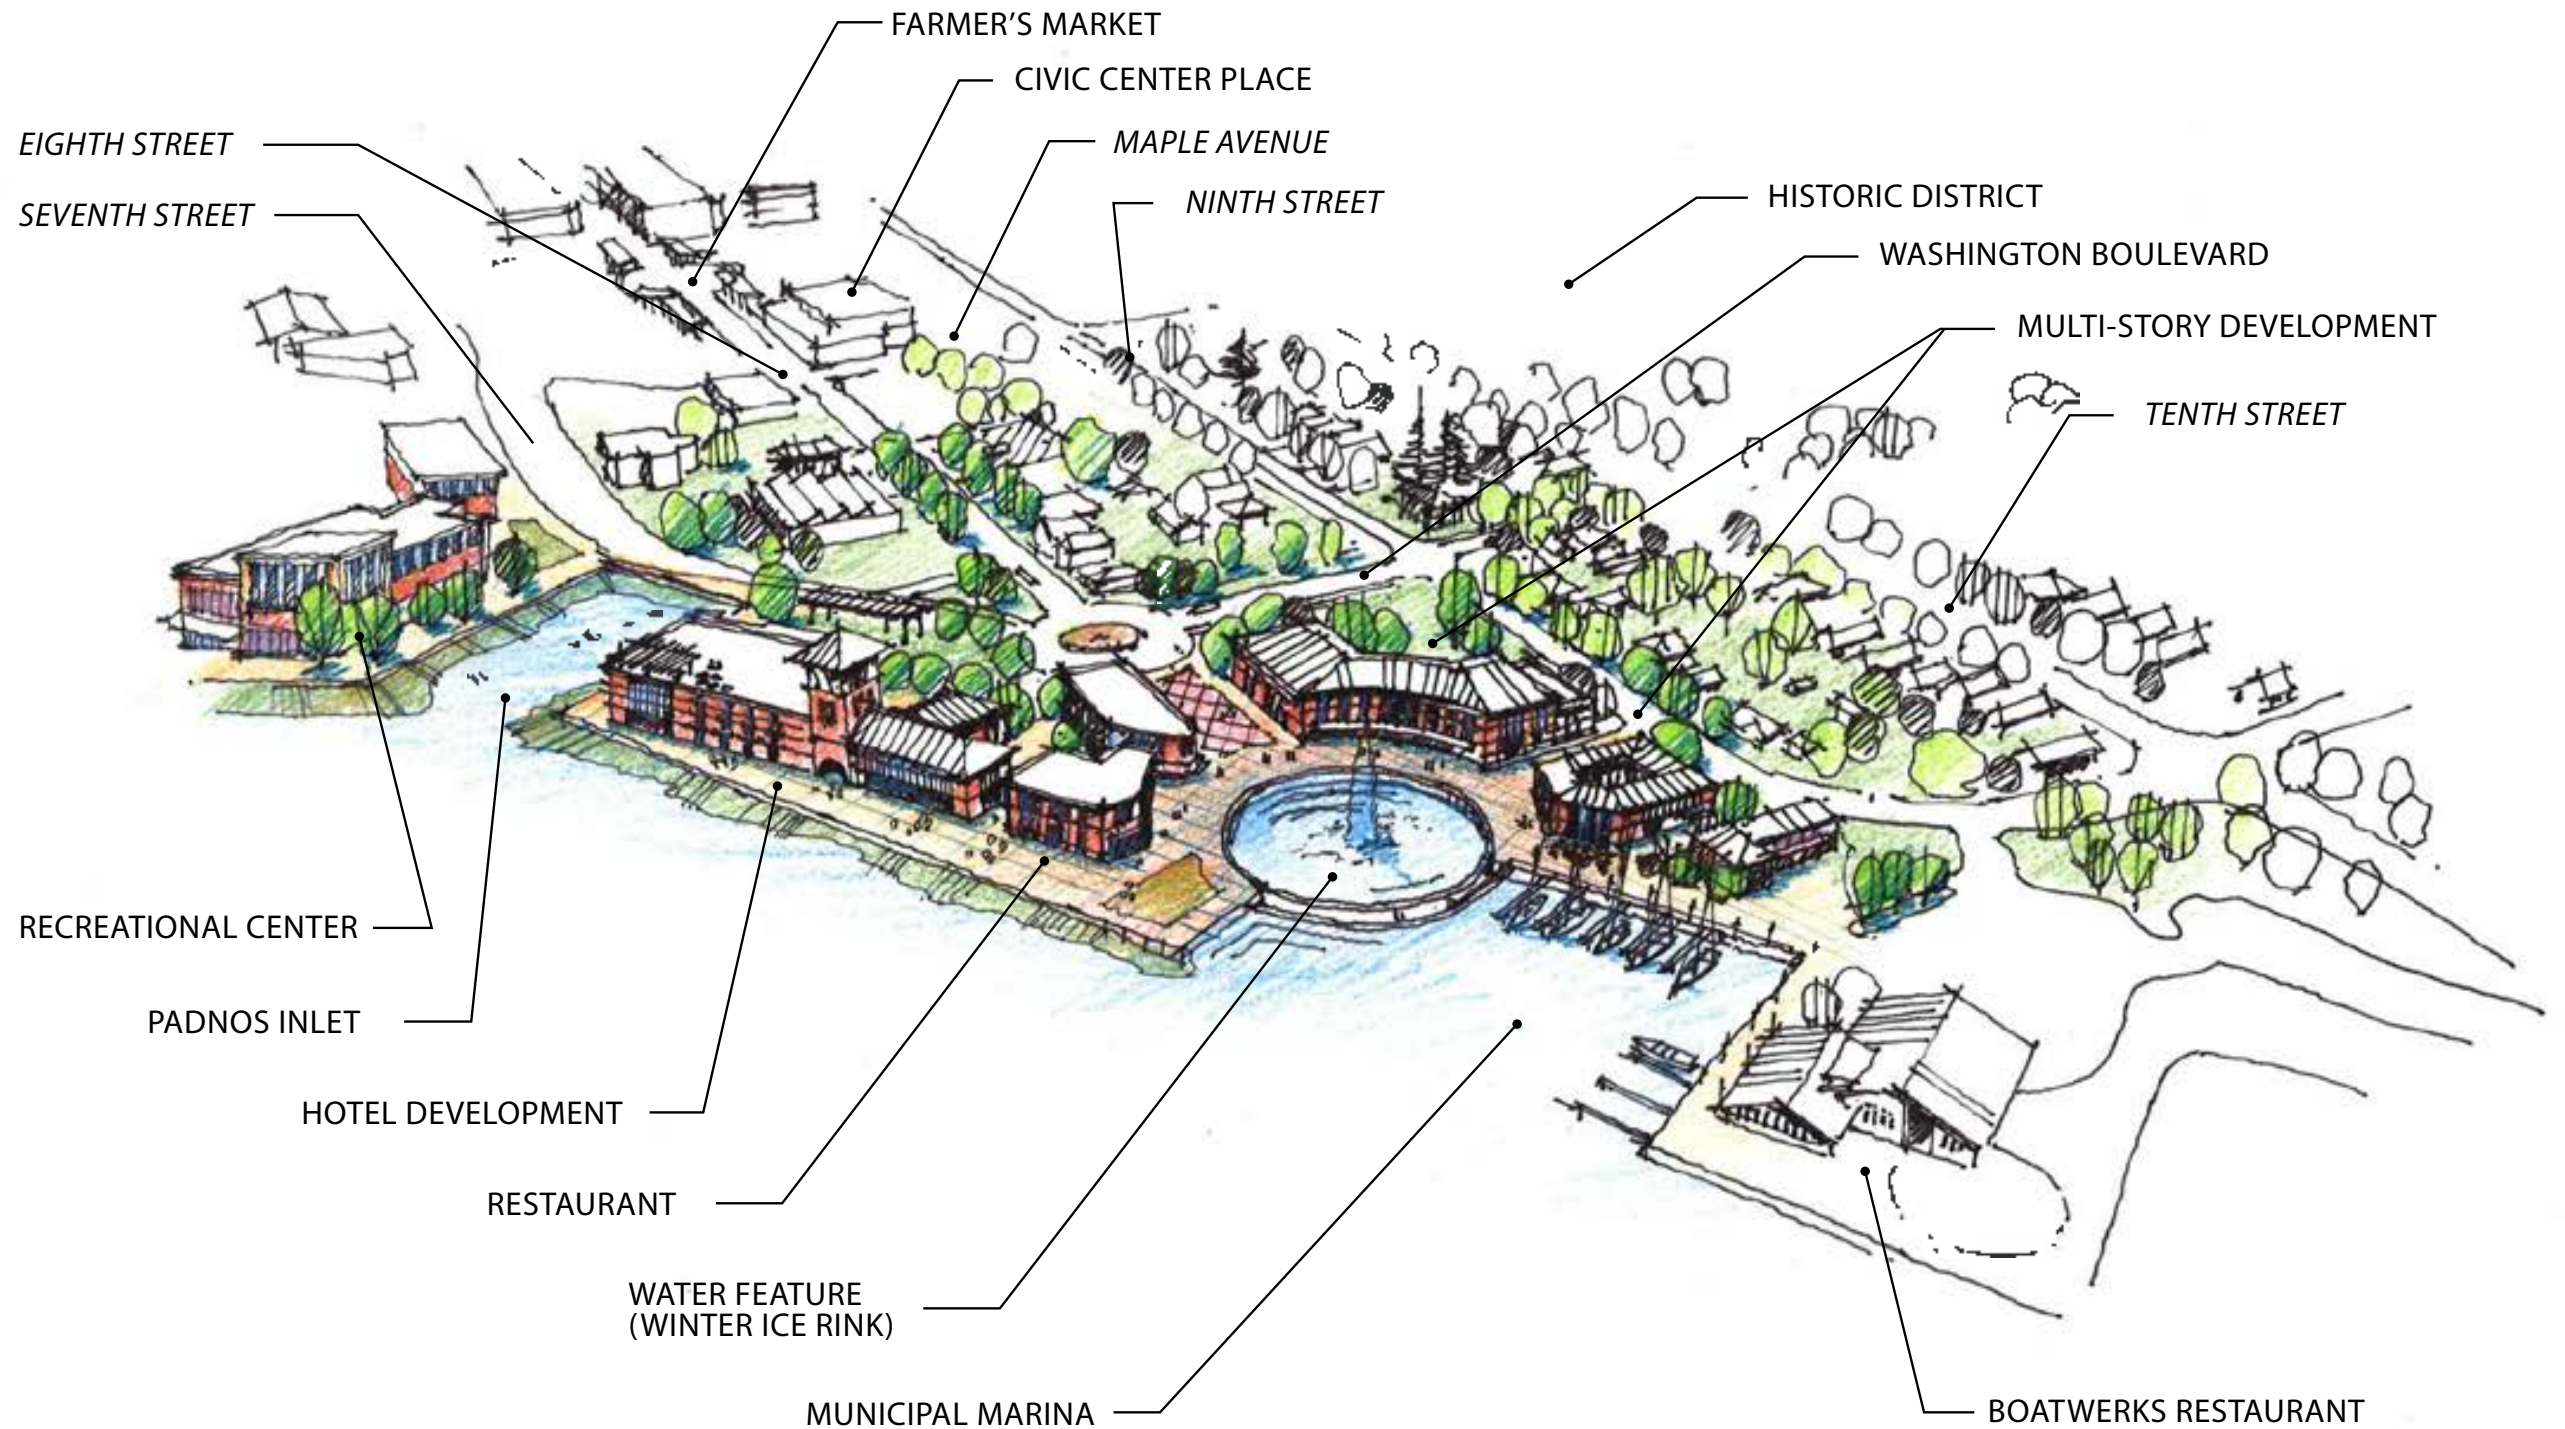 FARMER’S MARKET
CIVIC CENTER PLACE
EIGHTH STREET
MAPLE AVENUE
SEVENTH STREET
NINTH STREET
HISTORIC DISTRICT
WASHINGTON BOULEVARD
MULTI-STORY DEVELOPMENT
TENTH STREET
RECREATIONAL CENTER
PADNOS INLET
HOTEL DEVELOPMENT
RESTAURANT
WATER FEATURE
(WINTER ICE RINK)
MUNICIPAL MARINA
BOATWERKS RESTAURANT